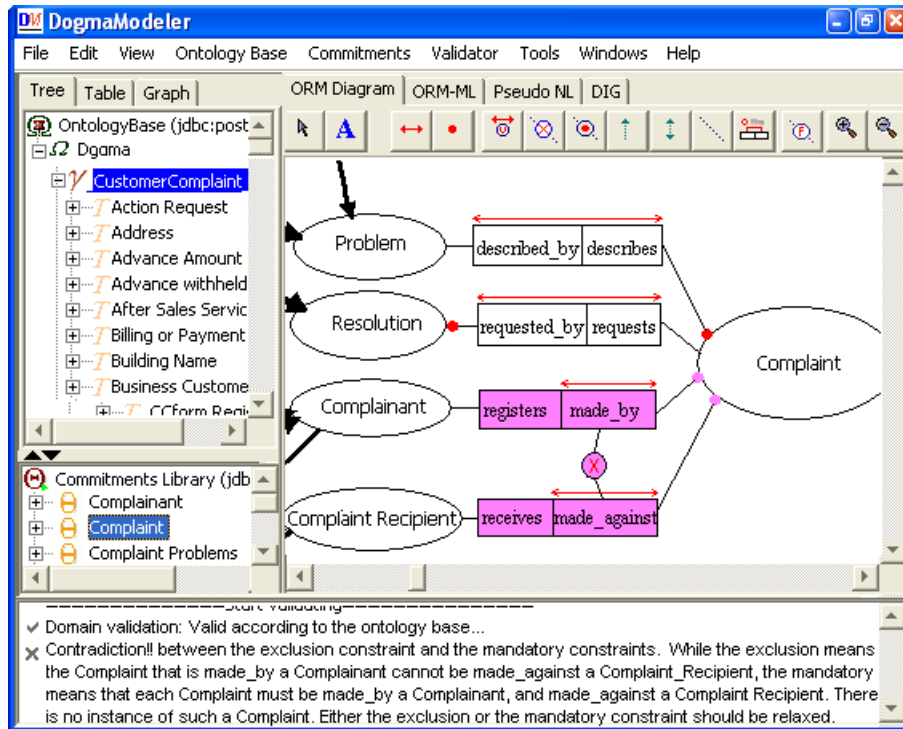 DM DogmaModeler
File Edit View Ontology Base Commitments Validator Tools Windows Help
Tree Table Graph
ORM Diagram ORM-ML Pseudo NL DIG
A U F
OntologyBase (jdbc:post
Ω Dgɑma
CustomerComplaint
T Action Request
T Address
T Advance Amount
T Advance withheld
T After Sales Servic
T Billing or Payment
T Building Name
T Business Custome
T CCform Regi
Commitments Library (jdb
Complainant
Complaint
Complaint Problems
Problem
described_by describes
Resolution
requested_by requests
Complaint
Complainant
registers made_by
X
Complaint Recipient
receives made_against
==============Start validating===============
Domain validation: Valid according to the ontology base...
Contradiction!! between the exclusion constraint and the mandatory constraints. While the exclusion means
the Complaint that is made_by a Complainant cannot be made_against a Complaint_Recipient, the mandatory
means that each Complaint must be made_by a Complainant, and made_against a Complaint Recipient. There
is no instance of such a Complaint. Either the exclusion or the mandatory constraint should be relaxed.